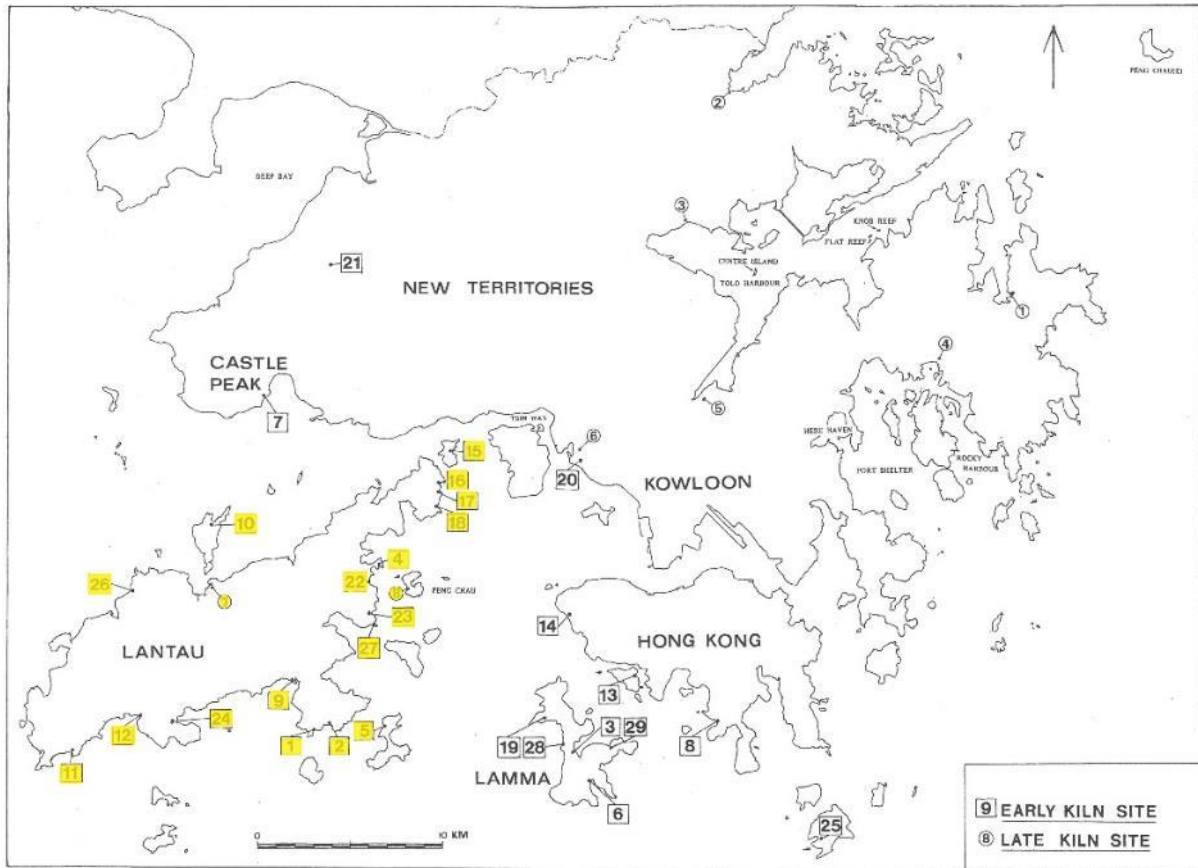 PENG CHAUEI
②
DEEP BAY
③
KNOB REEF
FLAT REEF
21
CENTRE ISLAND
NEW TERRITORIES
TOLO HARBOUR
①
④
CASTLE
PEAK
⑤
7
TSUN WAN
⑥
15
HEBE HAVEN
ROCKY
HARBOUR
PORT SHELTER
16
20
KOWLOON
17
18
10
4
26
22
⑧
PENG CHAU
⑦
23
14
LANTAU
27
HONG KONG
9
13
24
12
5
3
29
1
2
19
28
8
11
LAMMA
6
25
0
10 KM
9 EARLY KILN SITE
⑧ LATE KILN SITE